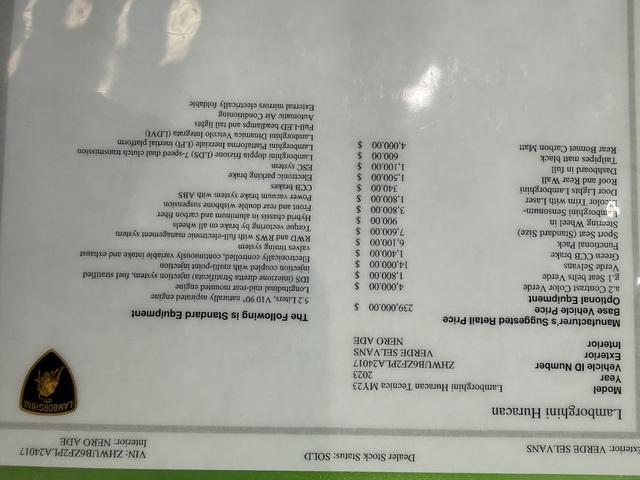 Exterior: VERDE SELVANS
Dealer Stock Status: SOLD
VIN: ZHWUB6ZF2PLA24017
Interior: NERO ADE
Lamborghini Huracan
LAMBORGHINI
Model Lamborghini Huracan Tecnica MY23
Year 2023
Vehicle ID Number ZHWUB6ZF2PLA24017
Exterior VERDE SELVANS
Interior NERO ADE
Manufacturer's Suggested Retail Price
Base Vehicle Price $ 239,000.00
Optional Equipment
a.2 Color Contrast Verde $ 4,000.00
g.1 Seat belts Verde $ 1,800.00
Verde Selvans $ 14,000.00
Green CCB brake $ 1,400.00
Functional Pack $ 6,100.00
Sport Seat (Standard Size) $ 7,600.00
Steering Wheel in $ 900.00
Lamborghini Sensonum- $ 3,800.00
Bicolor Trim with Laser $ 1,800.00
Door Lights Lamborghini $ 340.00
Roof and Rear Wall $ 1,500.00
Dashboard in full $ 1,100.00
Tailpipes matt black $ 600.00
Rear Bonnet Carbon Matt $ 4,000.00
The Following is Standard Equipment
5.2 Liters, V10 90° naturally aspirated engine
Longitudinal mid-rear mounted engine
IDS (iniezione diretta Stratificata) injection system, fuel stratified
injection coupled with multi-point injection
Electronically controlled, continuously variable intake and exhaust
valves timing system
RWD and RWS with full-electronic management system
Torque vectoring by brake on all wheels
Hybrid chassis in aluminum and carbon fiber
Front and rear double wishbone suspension
Power vacuum brake system with ABS
CCB brakes
Electronic parking brake
ESC system
Lamborghini doppia frizione (LDS) 7-speed dual clutch transmission
Lamborghini Piattaforma Inerziale (LPI) inertial platform
Lamborghini Dinamica Veicolo Integrata (LDVI)
Full-LED headlamps and tail lights
Automatic Air Conditioning
External mirrors electrically foldable